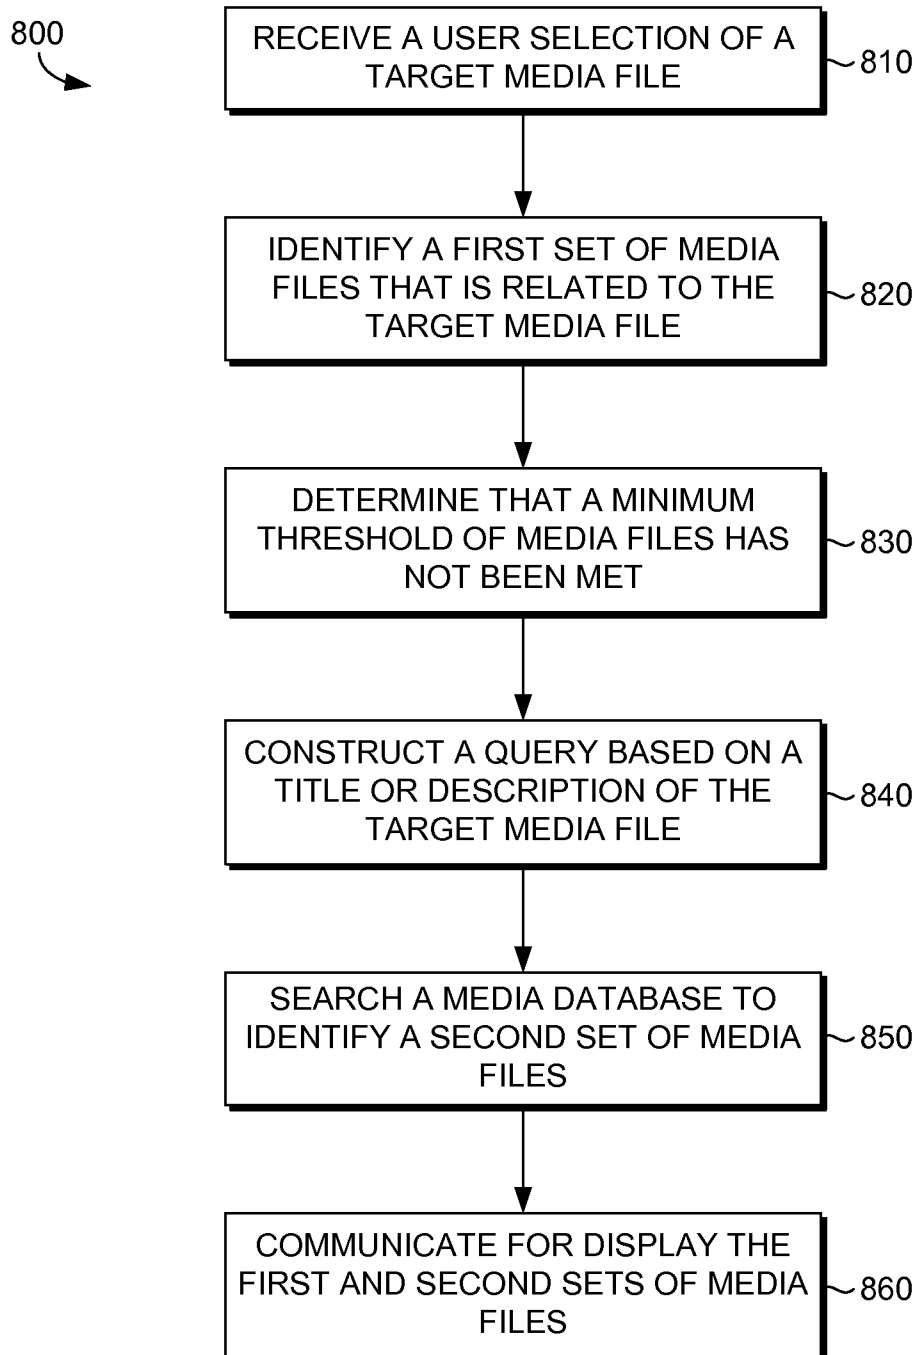 800
RECEIVE A USER SELECTION OF A
TARGET MEDIA FILE
810
IDENTIFY A FIRST SET OF MEDIA
FILES THAT IS RELATED TO THE
TARGET MEDIA FILE
820
DETERMINE THAT A MINIMUM
THRESHOLD OF MEDIA FILES HAS
NOT BEEN MET
830
CONSTRUCT A QUERY BASED ON A
TITLE OR DESCRIPTION OF THE
TARGET MEDIA FILE
840
SEARCH A MEDIA DATABASE TO
IDENTIFY A SECOND SET OF MEDIA
FILES
850
COMMUNICATE FOR DISPLAY THE
FIRST AND SECOND SETS OF MEDIA
FILES
860